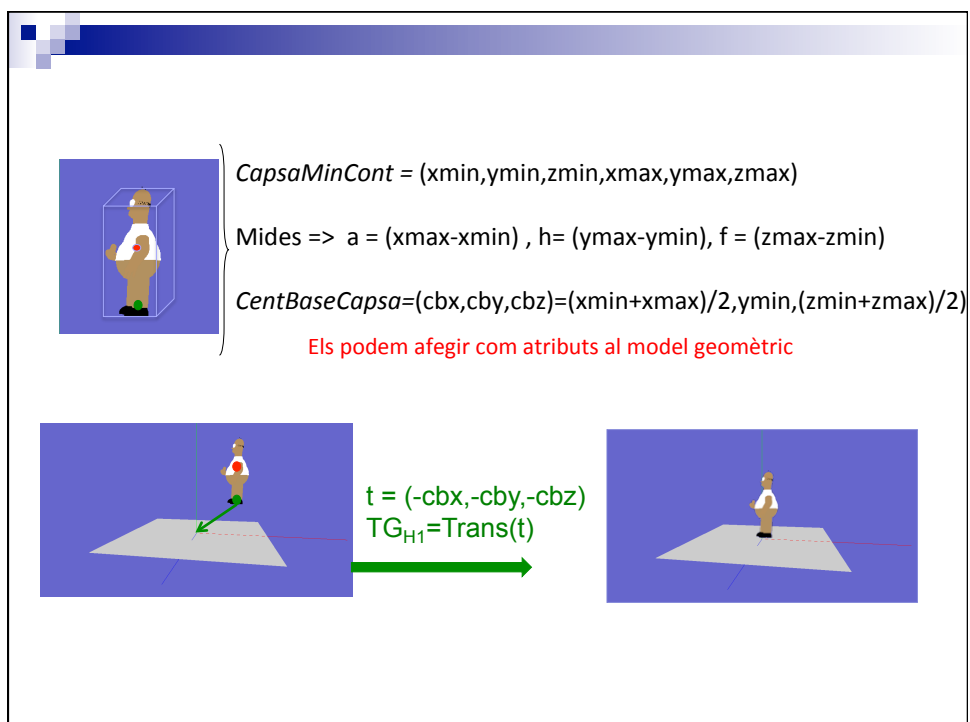 CapsaMinCont = (xmin,ymin,zmin,xmax,ymax,zmax)
Mides => a = (xmax-xmin) , h= (ymax-ymin), f = (zmax-zmin)
CentBaseCapsa=(cbx,cby,cbz)=(xmin+xmax)/2,ymin,(zmin+zmax)/2)
Els podem afegir com atributs al model geomètric
t = (-cbx,-cby,-cbz)
TG_H1=Trans(t)